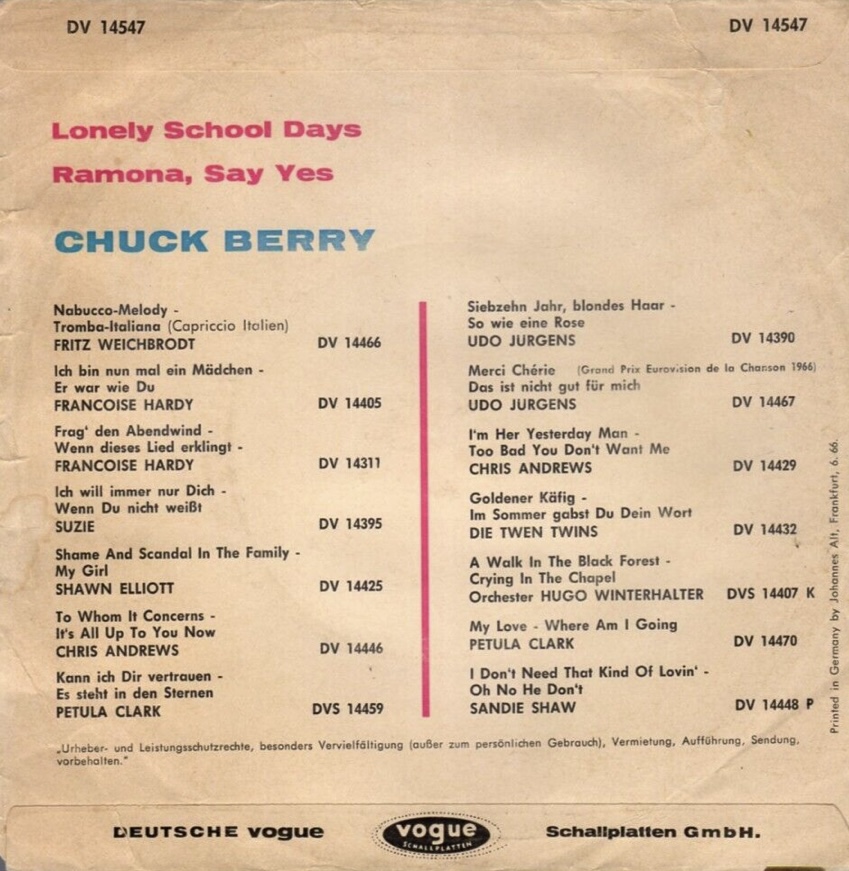 DV 14547
DV 14547
Lonely School Days
Ramona, Say Yes
CHUCK BERRY
Nabucco-Melody -
Tromba-Italiana (Capriccio Italien)
FRITZ WEICHBRODT DV 14466
Ich bin nun mal ein Mädchen -
Er war wie Du
FRANCOISE HARDY DV 14405
Frag' den Abendwind -
Wenn dieses Lied erklingt -
FRANCOISE HARDY DV 14311
Ich will immer nur Dich -
Wenn Du nicht weißt
SUZIE DV 14395
Shame And Scandal In The Family -
My Girl
SHAWN ELLIOTT DV 14425
To Whom It Concerns -
It's All Up To You Now
CHRIS ANDREWS DV 14446
Kann ich Dir vertrauen -
Es steht in den Sternen
PETULA CLARK DVS 14459
Siebzehn Jahr, blondes Haar -
So wie eine Rose
UDO JURGENS DV 14390
Merci Chérie (Grand Prix Eurovision de la Chanson 1966)
Das ist nicht gut für mich
UDO JURGENS DV 14467
I'm Her Yesterday Man -
Too Bad You Don't Want Me
CHRIS ANDREWS DV 14429
Goldener Käfig -
Im Sommer gabst Du Dein Wort
DIE TWEN TWINS DV 14432
A Walk In The Black Forest -
Crying In The Chapel
Orchester HUGO WINTERHALTER DVS 14407 K
My Love - Where Am I Going
PETULA CLARK DV 14470
I Don't Need That Kind Of Lovin' -
Oh No He Don't
SANDIE SHAW DV 14448 P
Printed in Germany by Johannes Alt, Frankfurt, 6. 66.
„Urheber- und Leistungsschutzrechte, besonders Vervielfältigung (außer zum persönlichen Gebrauch), Vermietung, Aufführung, Sendung,
vorbehalten."
DEUTSCHE vogue
vogue
SCHALLPLATTEN
Schallplatten GmbH.